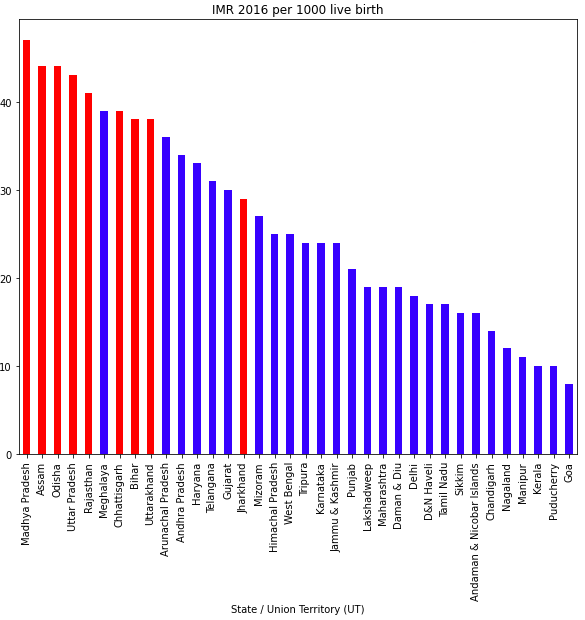 IMR 2016 per 1000 live birth
40
30
20
10
0
Madhya Pradesh
Assam
Odisha
Uttar Pradesh
Rajasthan
Meghalaya
Chhattisgarh
Bihar
Uttarakhand
Arunachal Pradesh
Andhra Pradesh
Haryana
Telangana
Gujarat
Jharkhand
Mizoram
Himachal Pradesh
West Bengal
Tripura
Karnataka
Jammu & Kashmir
Punjab
Lakshadweep
Maharashtra
Daman & Diu
Delhi
D&N Haveli
Tamil Nadu
Sikkim
Andaman & Nicobar Islands
Chandigarh
Nagaland
Manipur
Kerala
Puducherry
Goa
State / Union Territory (UT)